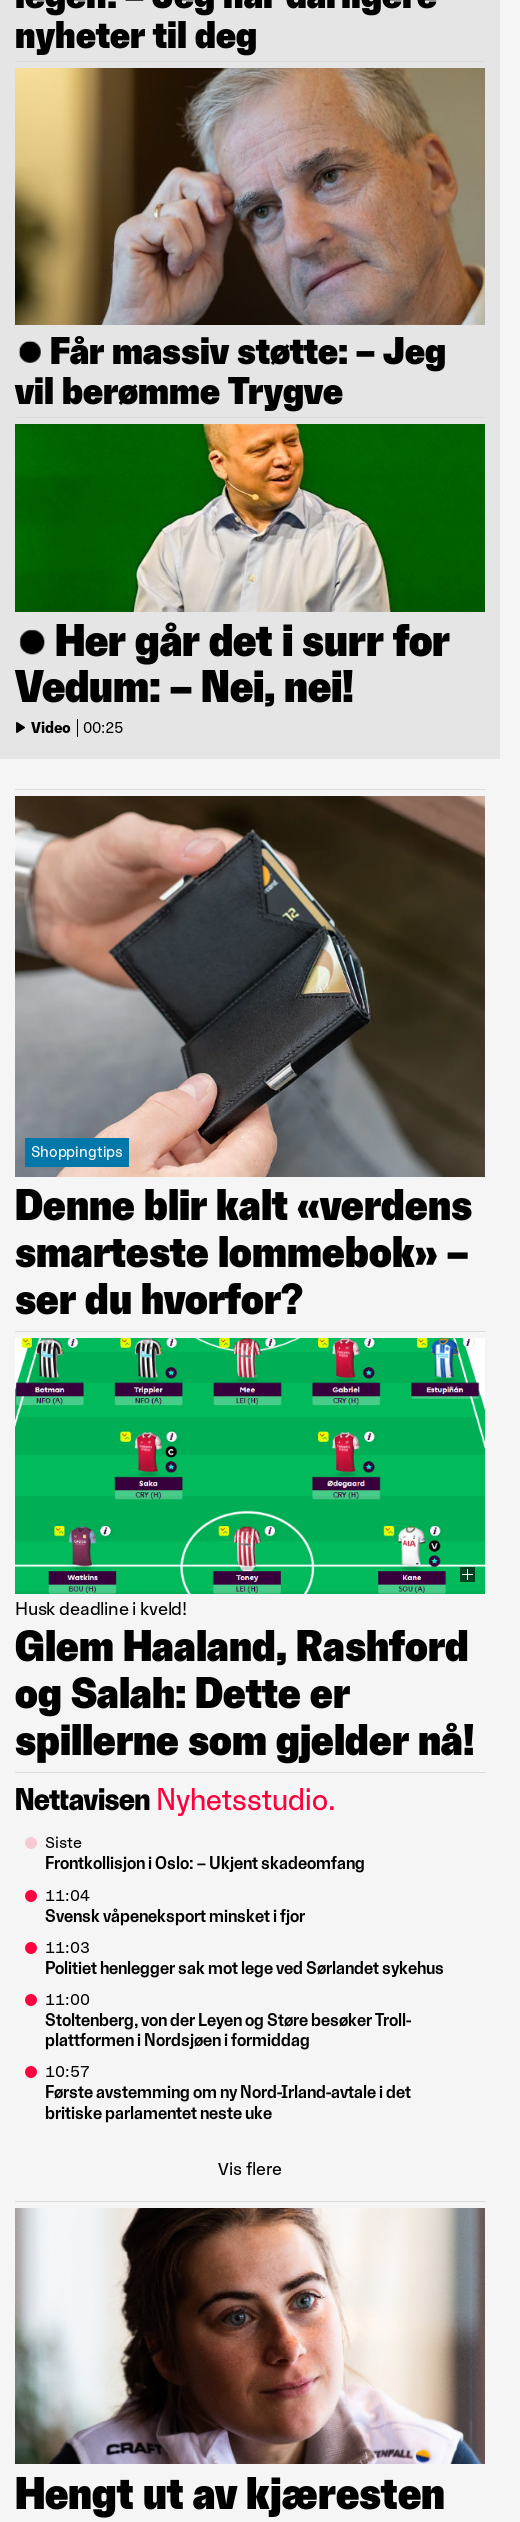 nyheter til deg
Får massiv støtte: – Jeg
vil berømme Trygve
Her går det i surr for
Vedum: – Nei, nei!
Video | 00:25
Shoppingtips
Denne blir kalt «verdens
smarteste lommebok» –
ser du hvorfor?
Botman Trippier Mee Gabriel Estupiñán
NFO (A) NFO (A) LEI (H) CRY (H)
Saka Ødegaard
CRY (H) CRY (H)
Watkins Toney Kane
BOU (H) LEI (H) SOU (A)
Husk deadline i kveld!
Glem Haaland, Rashford
og Salah: Dette er
spillerne som gjelder nå!
Nettavisen Nyhetsstudio.
Siste
Frontkollisjon i Oslo: – Ukjent skadeomfang
11:04
Svensk våpeneksport minsket i fjor
11:03
Politiet henlegger sak mot lege ved Sørlandet sykehus
11:00
Stoltenberg, von der Leyen og Støre besøker Troll-
plattformen i Nordsjøen i formiddag
10:57
Første avstemming om ny Nord-Irland-avtale i det
britiske parlamentet neste uke
Vis flere
CRAFT
Hengt ut av kjæresten